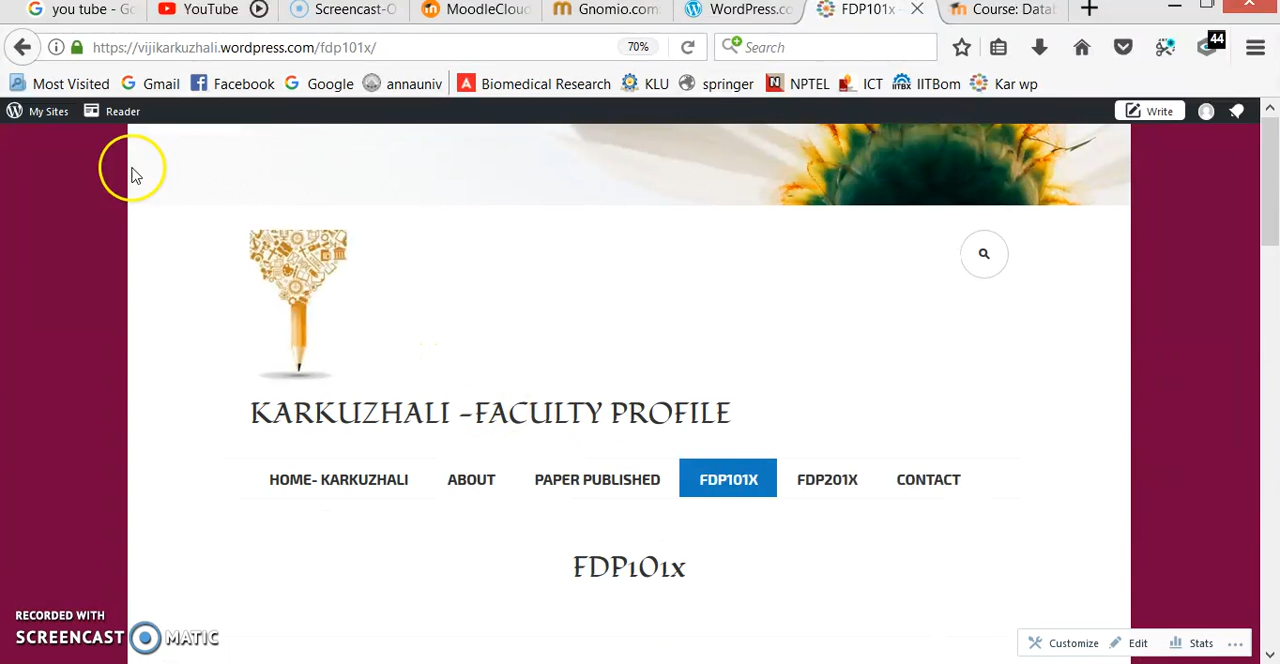 you tube - Go
YouTube
Screencast-O
MoodleCloud
Gnomio.com
WordPress.co
FDP101x
Course: Data
https://vijikarkuzhali.wordpress.com/fdp101x/
70%
Search
44
Most Visited
Gmail
Facebook
Google
annauniv
Biomedical Research
KLU
springer
NPTEL
ICT
IITBom
Kar wp
My Sites
Reader
Write
KARKUZHALI -FACULTY PROFILE
HOME- KARKUZHALI
ABOUT
PAPER PUBLISHED
FDP101X
FDP201X
CONTACT
FDP101x
RECORDED WITH
SCREENCAST MATIC
Customize
Edit
Stats